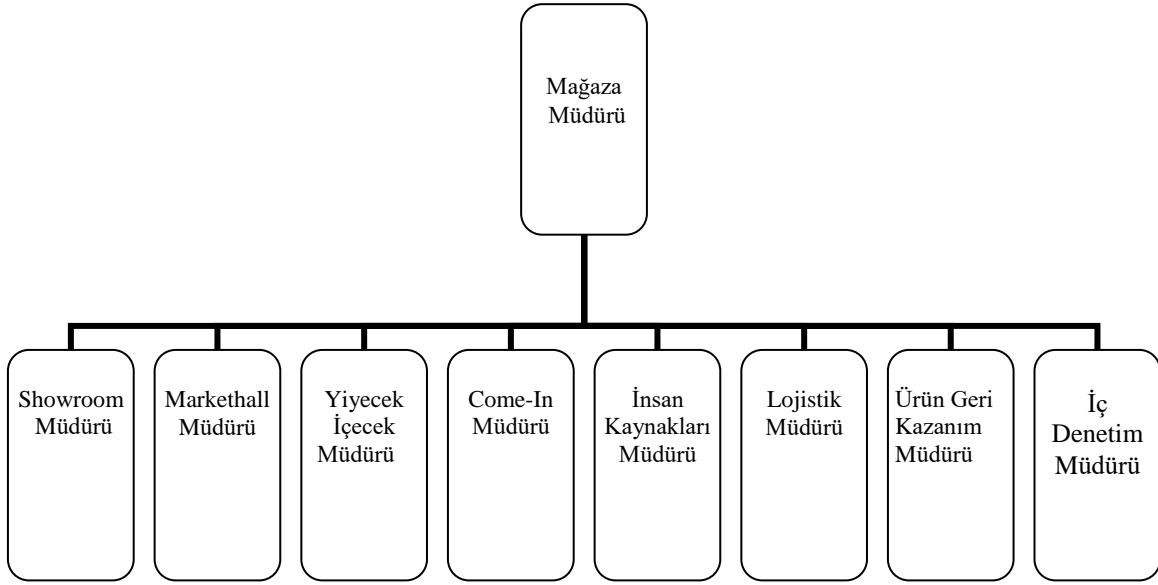 Mağaza
Müdürü
Showroom
Müdürü
Markethall
Müdürü
Yiyecek
İçecek
Müdürü
Come-In
Müdürü
İnsan
Kaynakları
Müdürü
Lojistik
Müdürü
Ürün Geri
Kazanım
Müdürü
İç
Denetim
Müdürü